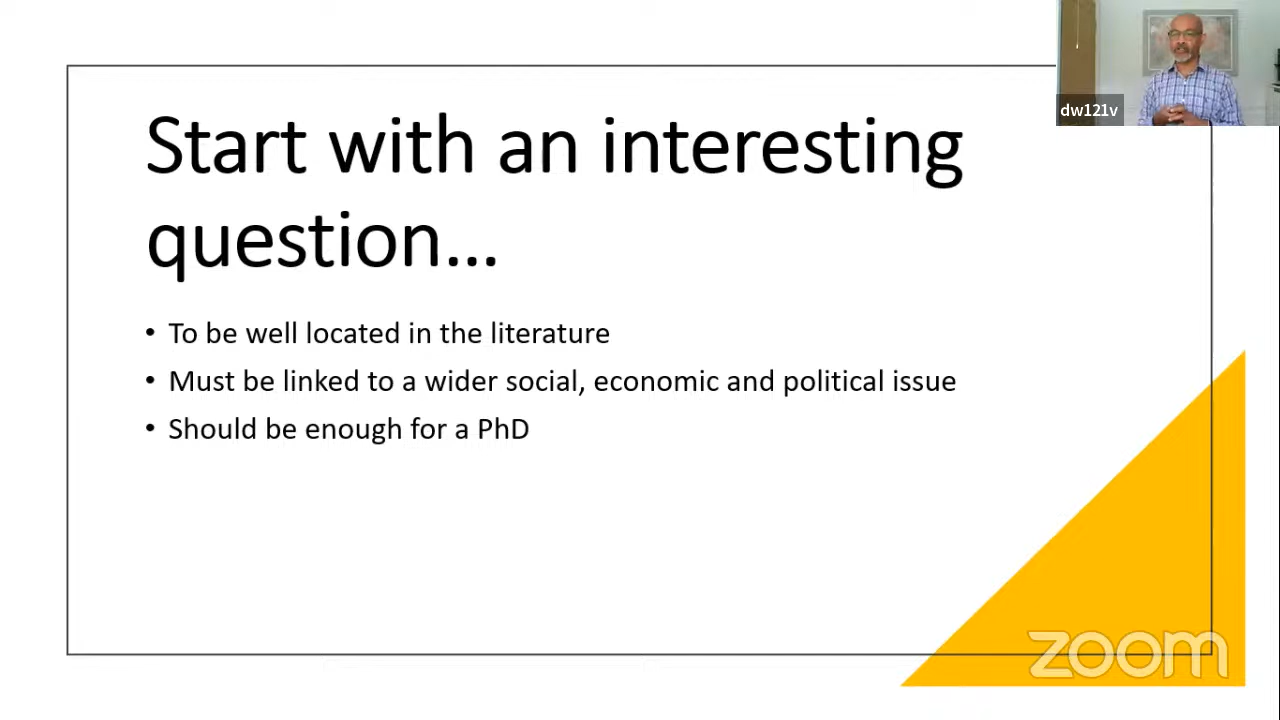 dw121v
Start with an interesting
question...
• To be well located in the literature
• Must be linked to a wider social, economic and political issue
• Should be enough for a PhD
zoom